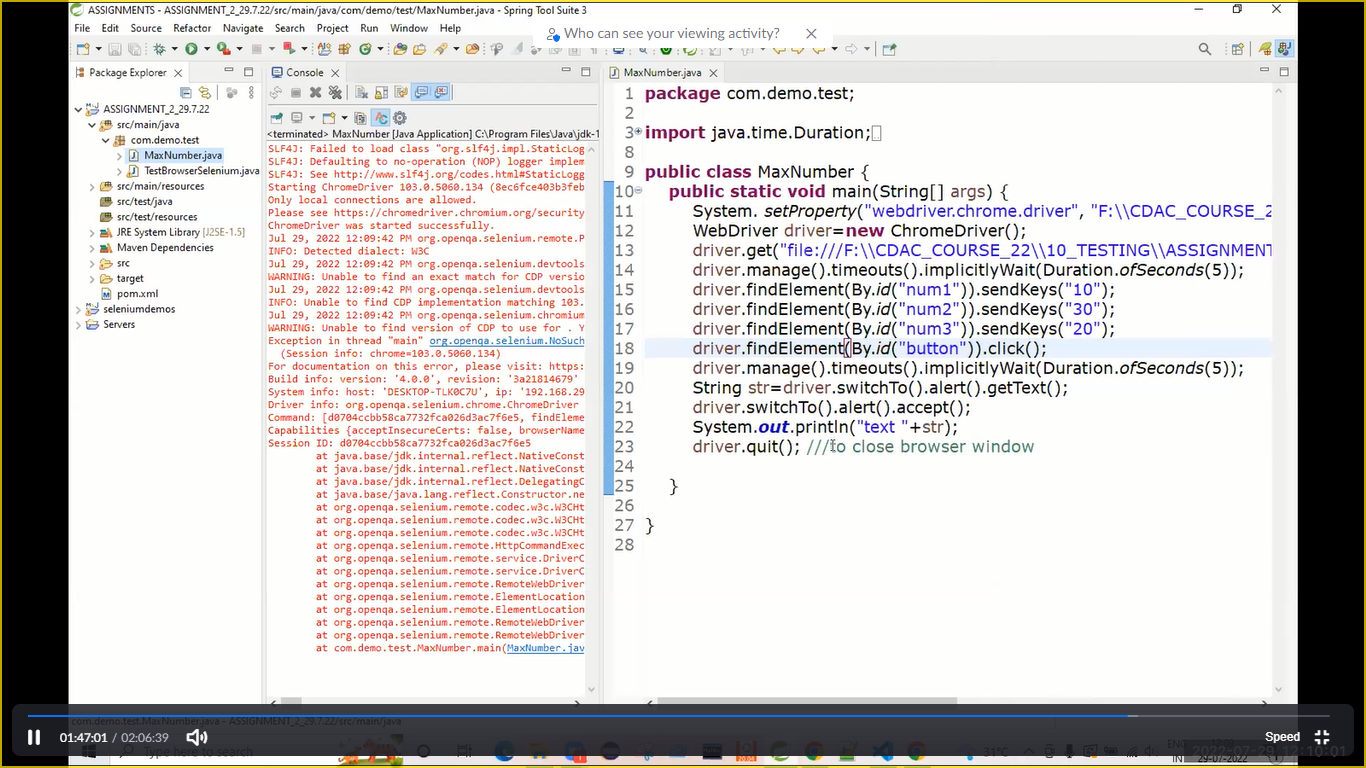 ASSIGNMENTS - ASSIGNMENT_2_29.7.22/src/main/java/com/demo/test/MaxNumber.java - Spring Tool Suite 3
File Edit Source Refactor Navigate Search Project Run Window Help
Who can see your viewing activity?
Package Explorer
ASSIGNMENT_2_29.7.22
src/main/java
com.demo.test
MaxNumber.java
TestBrowserSelenium.java
src/main/resources
src/test/java
src/test/resources
JRE System Library [J2SE-1.5]
Maven Dependencies
src
target
pom.xml
seleniumdemos
Servers
Console
<terminated> MaxNumber [Java Application] C:\Program Files\Java\jdk-1
SLF4J: Failed to load class "org.slf4j.impl.StaticLog
SLF4J: Defaulting to no-operation (NOP) logger implem
SLF4J: See http://www.slf4j.org/codes.html#StaticLogg
Starting ChromeDriver 103.0.5060.134 (8ec6fce403b3feb
Only local connections are allowed.
Please see https://chromedriver.chromium.org/security
ChromeDriver was started successfully.
Jul 29, 2022 12:09:42 PM org.openqa.selenium.remote.P
INFO: Detected dialect: W3C
Jul 29, 2022 12:09:42 PM org.openqa.selenium.devtools
WARNING: Unable to find an exact match for CDP versio
Jul 29, 2022 12:09:42 PM org.openqa.selenium.devtools
INFO: Unable to find CDP implementation matching 103.
Jul 29, 2022 12:09:42 PM org.openqa.selenium.chromium
WARNING: Unable to find version of CDP to use for . Y
Exception in thread "main" org.openqa.selenium.NoSuch
(Session info: chrome=103.0.5060.134)
For documentation on this error, please visit: https:
Build info: version: '4.0.0', revision: '3a21814679'
System info: host: 'DESKTOP-TLK0C7U', ip: '192.168.29
Driver info: org.openqa.selenium.chrome.ChromeDriver
Command: [d0704ccbb58ca7732fca026d3af7f6e5, findElemen
Capabilities {acceptInsecureCerts: false, browserName
Session ID: d0704ccbb58ca7732fca026d3af7f6e5
at java.base/jdk.internal.reflect.NativeConst
at java.base/jdk.internal.reflect.NativeConst
at java.base/jdk.internal.reflect.DelegatingC
at java.base/java.lang.reflect.Constructor.ne
at org.openqa.selenium.remote.codec.w3c.W3CHt
at org.openqa.selenium.remote.codec.w3c.W3CHt
at org.openqa.selenium.remote.codec.w3c.W3CHt
at org.openqa.selenium.remote.HttpCommandExec
at org.openqa.selenium.remote.service.DriverC
at org.openqa.selenium.remote.service.DriverC
at org.openqa.selenium.remote.RemoteWebDriver
at org.openqa.selenium.remote.ElementLocation
at org.openqa.selenium.remote.ElementLocation
at org.openqa.selenium.remote.RemoteWebDriver
at org.openqa.selenium.remote.RemoteWebDriver
at com.demo.test.MaxNumber.main(MaxNumber.jav
MaxNumber.java
1 package com.demo.test;
2
3 import java.time.Duration;
8
9 public class MaxNumber {
10 public static void main(String[] args) {
11 System. setProperty("webdriver.chrome.driver", "F:\\CDAC_COURSE_2
12 WebDriver driver=new ChromeDriver();
13 driver.get("file:///F:\\CDAC_COURSE_22\\10_TESTING\\ASSIGNMENT
14 driver.manage().timeouts().implicitlyWait(Duration.ofSeconds(5));
15 driver.findElement(By.id("num1")).sendKeys("10");
16 driver.findElement(By.id("num2")).sendKeys("30");
17 driver.findElement(By.id("num3")).sendKeys("20");
18 driver.findElement(By.id("button")).click();
19 driver.manage().timeouts().implicitlyWait(Duration.ofSeconds(5));
20 String str=driver.switchTo().alert().getText();
21 driver.switchTo().alert().accept();
22 System.out.println("text "+str);
23 driver.quit(); ///to close browser window
24
25 }
26
27 }
28
com.demo.test.MaxNumber.java - ASSIGNMENT_2_29.7.22/src/main/java
01:47:01 / 02:06:39
Speed
Type here to search
31°C
IN
29-07-2022
2022-07-29 12:10:01